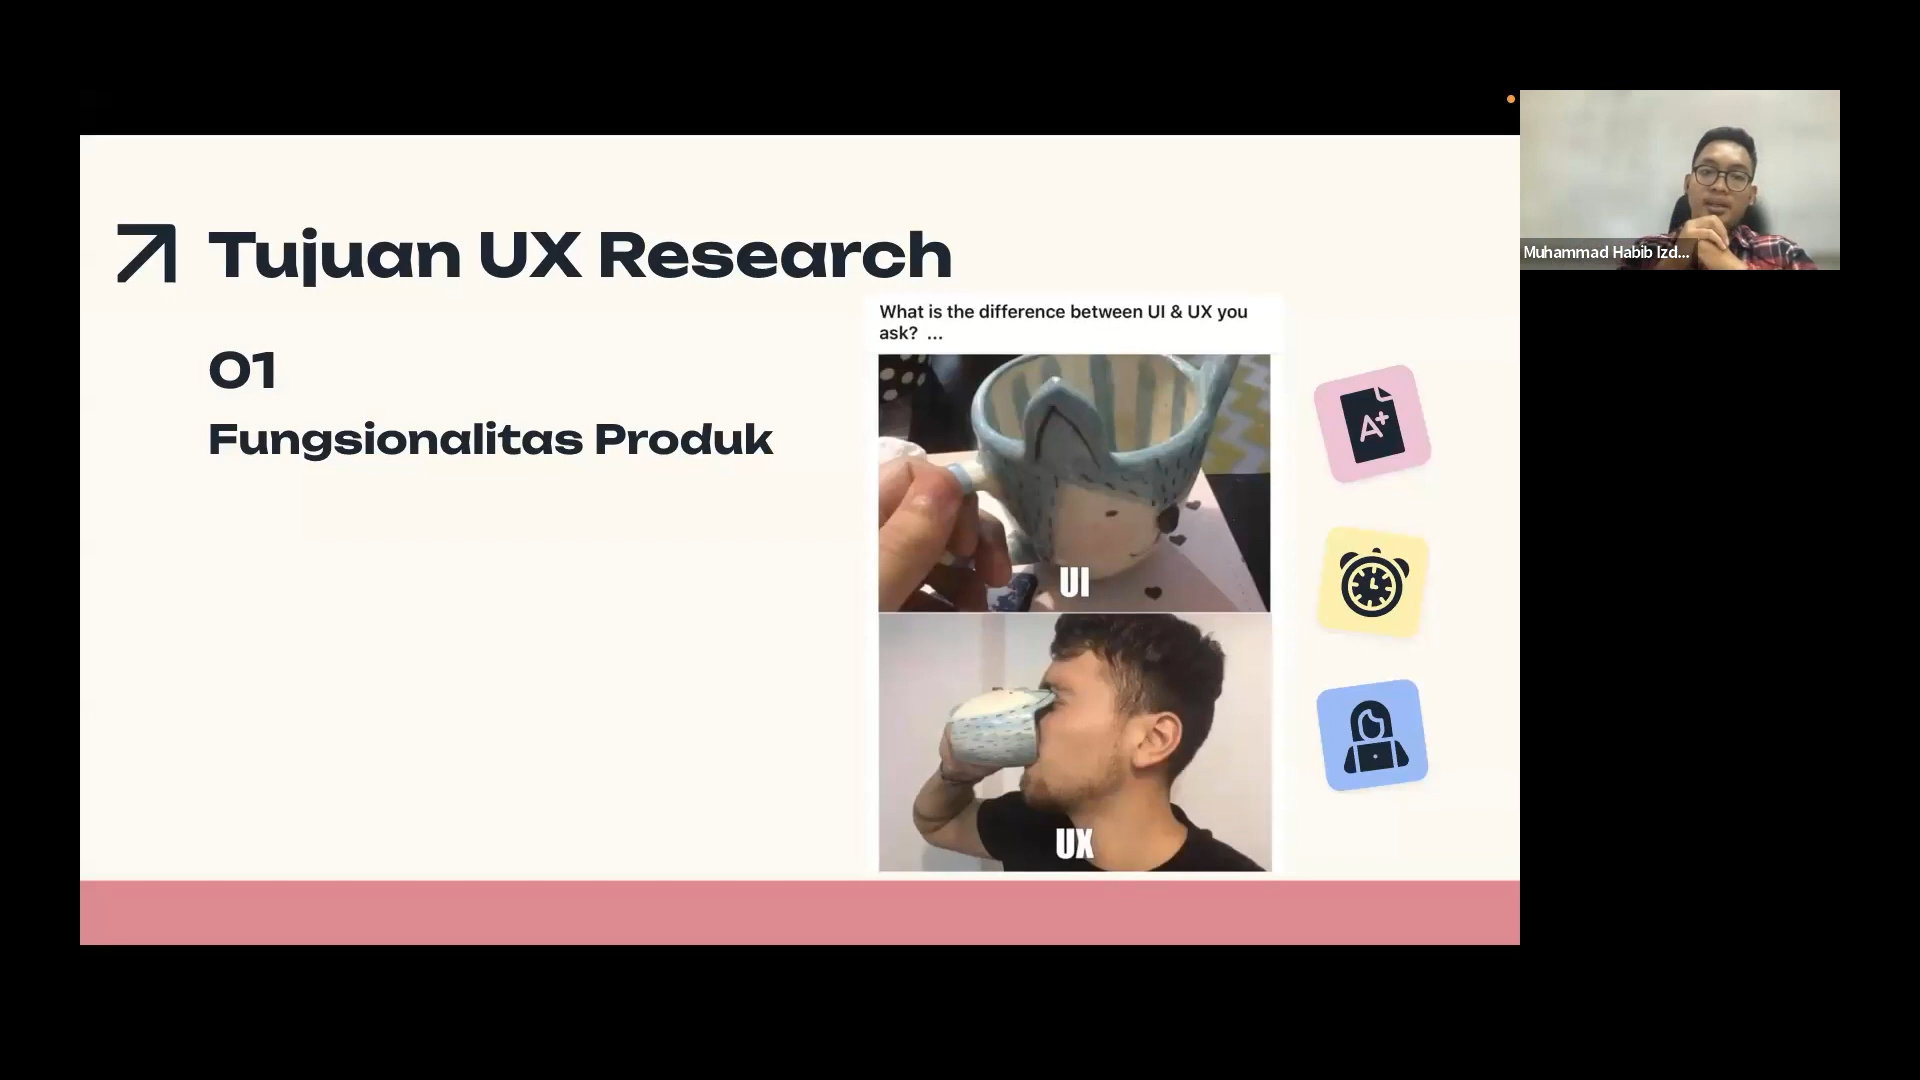 Tujuan UX Research
01
Fungsionalitas Produk
What is the difference between UI & UX you
ask? ...
UI
UX
A+
Muhammad Habib Izd...